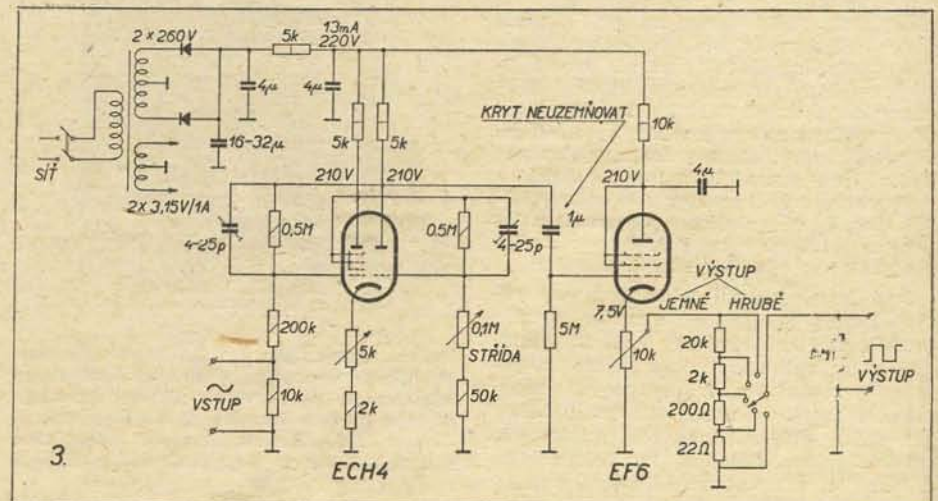 2 × 260V
5k
13mA
220V
4µ
4µ
16-32µ
SÍŤ
2 × 3,15V/1A
5k
5k
KRYT NEUZEMŇOVAT
10k
210V
210V
210V
4µ
4-25p
0,5M
0,5M
4-25p
1µ
VÝSTUP
JEMNĚ
HRUBĚ
7,5V
200k
5k
0,1M
STŘÍDA
5M
10k
20k
2k
200Ω
22Ω
VÝSTUP
~
VSTUP
10k
2k
50k
3.
ECH4
EF6